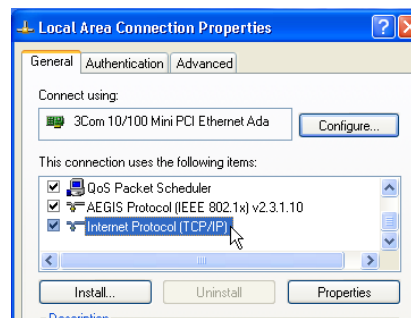 Local Area Connection Properties
General Authentication Advanced
Connect using:
3Com 10/100 Mini PCI Ethernet Ada Configure...
This connection uses the following items:
QoS Packet Scheduler
AEGIS Protocol (IEEE 802.1x) v2.3.1.10
Internet Protocol (TCP/IP)
Install... Uninstall Properties
Description